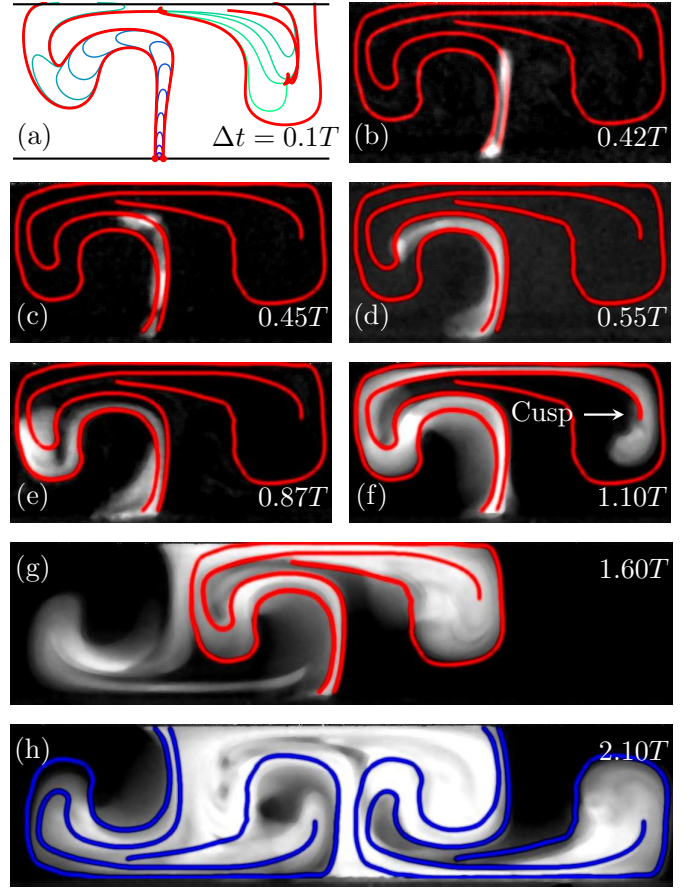 (a)
Δt = 0.1T
(b)
0.42T
(c)
0.45T
(d)
0.55T
(e)
0.87T
Cusp
(f)
1.10T
(g)
1.60T
(h)
2.10T